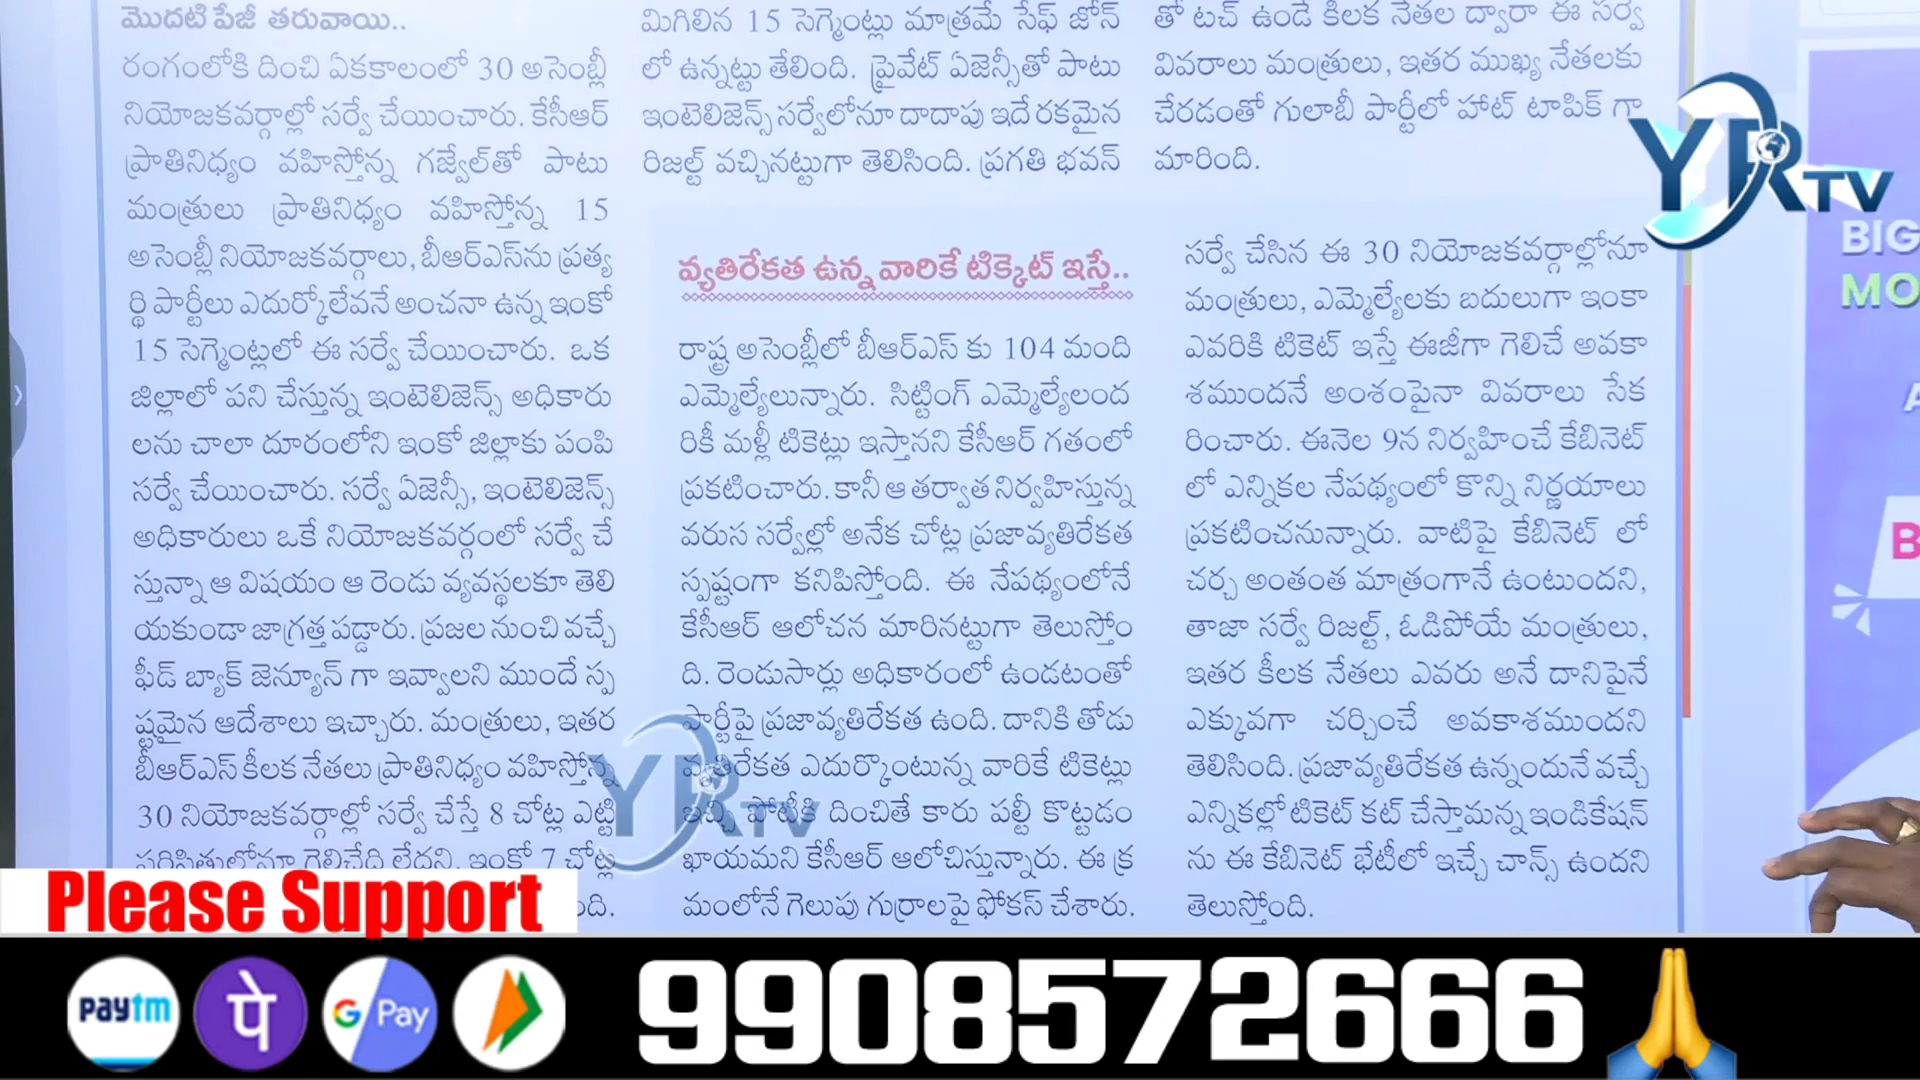 మొదటి పేజీ తరువాయి..
రంగంలోకి దించి ఏకకాలంలో 30 అసెంబ్లీ
నియోజకవర్గాల్లో సర్వే చేయించారు. కేసీఆర్
ప్రాతినిధ్యం వహిస్తోన్న గజ్వేల్‌తో పాటు
మంత్రులు ప్రాతినిధ్యం వహిస్తోన్న 15
అసెంబ్లీ నియోజకవర్గాలు, బీఆర్ఎస్‌ను ప్రత్య
ర్థి పార్టీలు ఎదుర్కోలేవనే అంచనా ఉన్న ఇంకో
15 సెగ్మెంట్లలో ఈ సర్వే చేయించారు. ఒక
జిల్లాలో పని చేస్తున్న ఇంటెలిజెన్స్ అధికారు
లను చాలా దూరంలోని ఇంకో జిల్లాకు పంపి
సర్వే చేయించారు. సర్వే ఏజెన్సీ, ఇంటెలిజెన్స్
అధికారులు ఒకే నియోజకవర్గంలో సర్వే చే
స్తున్నా ఆ విషయం ఆ రెండు వ్యవస్థలకూ తెలి
యకుండా జాగ్రత్త పడ్డారు. ప్రజల నుంచి వచ్చే
ఫీడ్ బ్యాక్ జెన్యూన్ గా ఇవ్వాలని ముందే స్ప
ష్టమైన ఆదేశాలు ఇచ్చారు. మంత్రులు, ఇతర
బీఆర్ఎస్ కీలక నేతలు ప్రాతినిధ్యం వహిస్తోన్న
30 నియోజకవర్గాల్లో సర్వే చేస్తే 8 చోట్ల ఎట్టి
పరిస్థితుల్లోనూ గెలిచేది లేదని, ఇంకో 7 చోట్ల
ంది.
మిగిలిన 15 సెగ్మెంట్లు మాత్రమే సేఫ్ జోన్
లో ఉన్నట్టు తేలింది. ప్రైవేట్ ఏజెన్సీతో పాటు
ఇంటెలిజెన్స్ సర్వేలోనూ దాదాపు ఇదే రకమైన
రిజల్ట్ వచ్చినట్టుగా తెలిసింది. ప్రగతి భవన్
తో టచ్ ఉండే కీలక నేతల ద్వారా ఈ సర్వే
వివరాలు మంత్రులు, ఇతర ముఖ్య నేతలకు
చేరడంతో గులాబీ పార్టీలో హాట్ టాపిక్ గా
మారింది.
వ్యతిరేకత ఉన్న వారికే టిక్కెట్ ఇస్తే..
రాష్ట్ర అసెంబ్లీలో బీఆర్ఎస్ కు 104 మంది
ఎమ్మెల్యేలున్నారు. సిట్టింగ్ ఎమ్మెల్యేలంద
రికీ మళ్లీ టికెట్లు ఇస్తానని కేసీఆర్ గతంలో
ప్రకటించారు. కానీ ఆ తర్వాత నిర్వహిస్తున్న
వరుస సర్వేల్లో అనేక చోట్ల ప్రజావ్యతిరేకత
స్పష్టంగా కనిపిస్తోంది. ఈ నేపథ్యంలోనే
కేసీఆర్ ఆలోచన మారినట్టుగా తెలుస్తోం
ది. రెండుసార్లు అధికారంలో ఉండటంతో
పార్టీపై ప్రజావ్యతిరేకత ఉంది. దానికి తోడు
వ్యతిరేకత ఎదుర్కొంటున్న వారికే టికెట్లు
ఇచ్చి పోటీకి దించితే కారు పల్టీ కొట్టడం
ఖాయమని కేసీఆర్ ఆలోచిస్తున్నారు. ఈ క్ర
మంలోనే గెలుపు గుర్రాలపై ఫోకస్ చేశారు.
సర్వే చేసిన ఈ 30 నియోజకవర్గాల్లోనూ
మంత్రులు, ఎమ్మెల్యేలకు బదులుగా ఇంకా
ఎవరికి టికెట్ ఇస్తే ఈజీగా గెలిచే అవకా
శముందనే అంశంపైనా వివరాలు సేక
రించారు. ఈనెల 9న నిర్వహించే కేబినెట్
లో ఎన్నికల నేపథ్యంలో కొన్ని నిర్ణయాలు
ప్రకటించనున్నారు. వాటిపై కేబినెట్ లో
చర్చ అంతంత మాత్రంగానే ఉంటుందని,
తాజా సర్వే రిజల్ట్, ఓడిపోయే మంత్రులు,
ఇతర కీలక నేతలు ఎవరు అనే దానిపైనే
ఎక్కువగా చర్చించే అవకాశముందని
తెలిసింది. ప్రజావ్యతిరేకత ఉన్నందునే వచ్చే
ఎన్నికల్లో టికెట్ కట్ చేస్తామన్న ఇండికేషన్
ను ఈ కేబినెట్ భేటీలో ఇచ్చే చాన్స్ ఉందని
తెలుస్తోంది.
YR TV
BIG
MO
A
B
YR TV
Please Support
paytm
पे
G Pay
9908572666